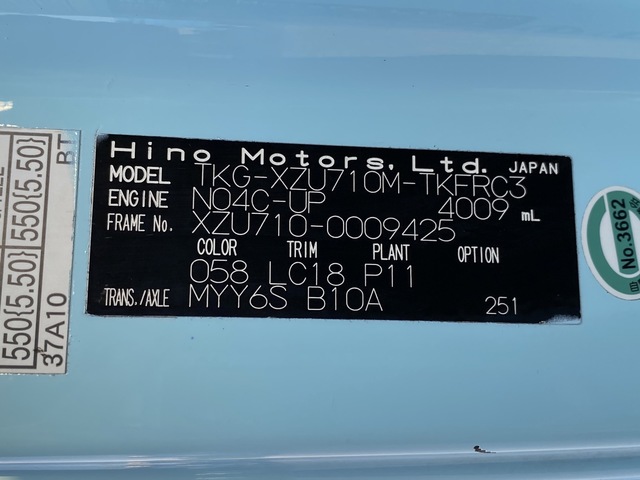 Hino Motors, Ltd. JAPAN
MODEL TKG-XZU710M-TKFRC3
ENGINE N04C-UP 4009 mL
FRAME No. XZU710-0009425
COLOR TRIM PLANT OPTION
058 LC18 P11
TRANS./AXLE MYY6S B10A 251
550{5.50} 550{5.50}
37A10 BT
No.3662